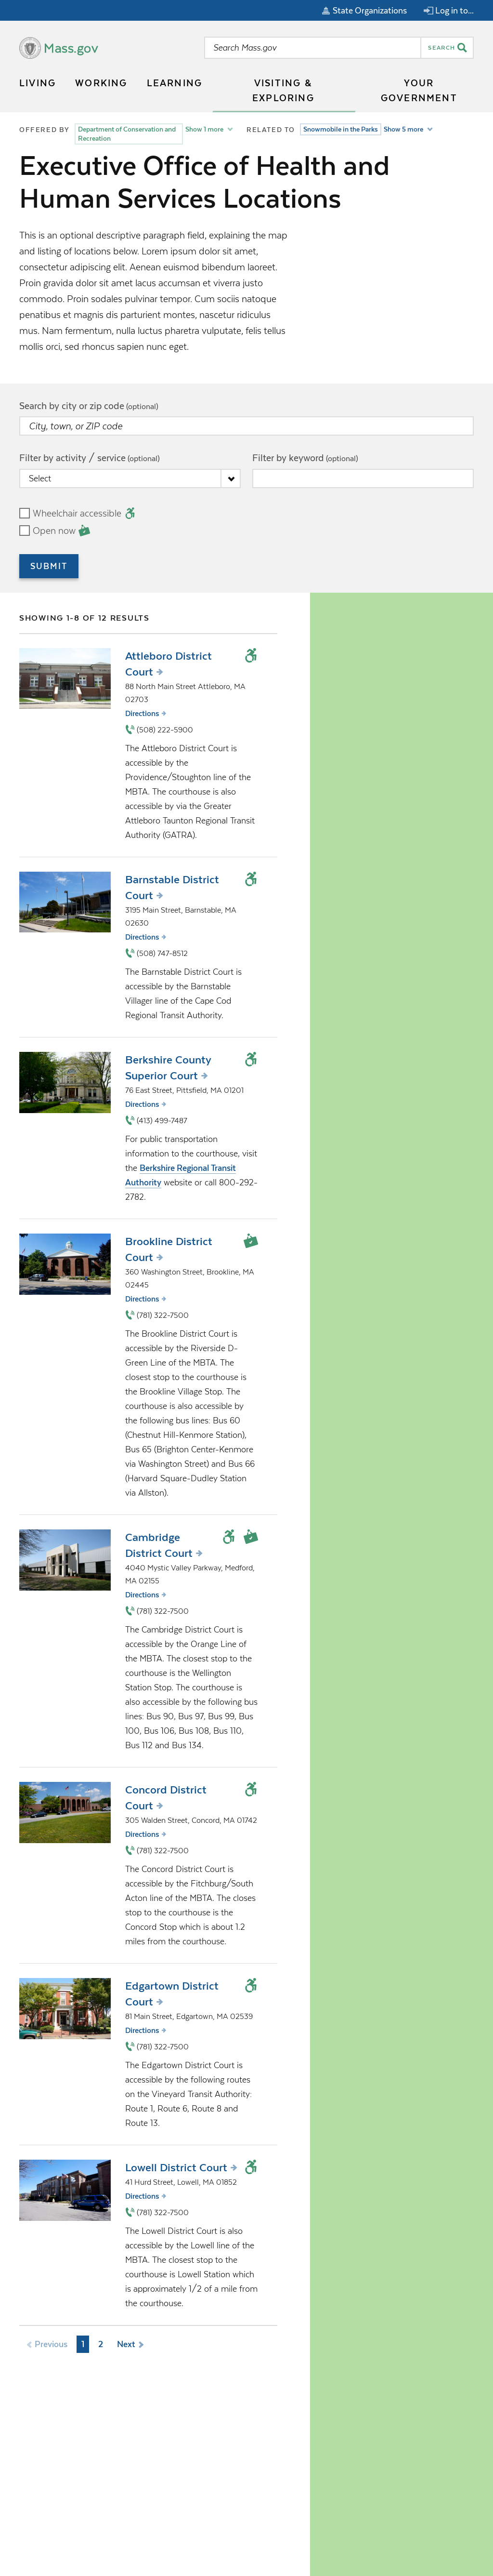 State Organizations
Log in to...
Mass.gov
Search Mass.gov
SEARCH
LIVING
WORKING
LEARNING
VISITING &
EXPLORING
YOUR
GOVERNMENT
OFFERED BY
Department of Conservation and
Recreation
Show 1 more
RELATED TO
Snowmobile in the Parks
Show 5 more
Executive Office of Health and
Human Services Locations
This is an optional descriptive paragraph field, explaining the map
and listing of locations below. Lorem ipsum dolor sit amet,
consectetur adipiscing elit. Aenean euismod bibendum laoreet.
Proin gravida dolor sit amet lacus accumsan et viverra justo
commodo. Proin sodales pulvinar tempor. Cum sociis natoque
penatibus et magnis dis parturient montes, nascetur ridiculus
mus. Nam fermentum, nulla luctus pharetra vulputate, felis tellus
mollis orci, sed rhoncus sapien nunc eget.
Search by city or zip code (optional)
City, town, or ZIP code
Filter by activity / service (optional)
Select
Filter by keyword (optional)
Wheelchair accessible
Open now
SUBMIT
SHOWING 1-8 OF 12 RESULTS
Attleboro District
Court
88 North Main Street Attleboro, MA
02703
Directions
(508) 222-5900
The Attleboro District Court is
accessible by the
Providence/Stoughton line of the
MBTA. The courthouse is also
accessible by via the Greater
Attleboro Taunton Regional Transit
Authority (GATRA).
Barnstable District
Court
3195 Main Street, Barnstable, MA
02630
Directions
(508) 747-8512
The Barnstable District Court is
accessible by the Barnstable
Villager line of the Cape Cod
Regional Transit Authority.
Berkshire County
Superior Court
76 East Street, Pittsfield, MA 01201
Directions
(413) 499-7487
For public transportation
information to the courthouse, visit
the Berkshire Regional Transit
Authority website or call 800-292-
2782.
Brookline District
Court
360 Washington Street, Brookline, MA
02445
Directions
(781) 322-7500
The Brookline District Court is
accessible by the Riverside D-
Green Line of the MBTA. The
closest stop to the courthouse is
the Brookline Village Stop. The
courthouse is also accessible by
the following bus lines: Bus 60
(Chestnut Hill-Kenmore Station),
Bus 65 (Brighton Center-Kenmore
via Washington Street) and Bus 66
(Harvard Square-Dudley Station
via Allston).
Cambridge
District Court
4040 Mystic Valley Parkway, Medford,
MA 02155
Directions
(781) 322-7500
The Cambridge District Court is
accessible by the Orange Line of
the MBTA. The closest stop to the
courthouse is the Wellington
Station Stop. The courthouse is
also accessible by the following bus
lines: Bus 90, Bus 97, Bus 99, Bus
100, Bus 106, Bus 108, Bus 110,
Bus 112 and Bus 134.
Concord District
Court
305 Walden Street, Concord, MA 01742
Directions
(781) 322-7500
The Concord District Court is
accessible by the Fitchburg/South
Acton line of the MBTA. The closes
stop to the courthouse is the
Concord Stop which is about 1.2
miles from the courthouse.
Edgartown District
Court
81 Main Street, Edgartown, MA 02539
Directions
(781) 322-7500
The Edgartown District Court is
accessible by the following routes
on the Vineyard Transit Authority:
Route 1, Route 6, Route 8 and
Route 13.
Lowell District Court
41 Hurd Street, Lowell, MA 01852
Directions
(781) 322-7500
The Lowell District Court is also
accessible by the Lowell line of the
MBTA. The closest stop to the
courthouse is Lowell Station which
is approximately 1/2 of a mile from
the courthouse.
Previous
1
2
Next